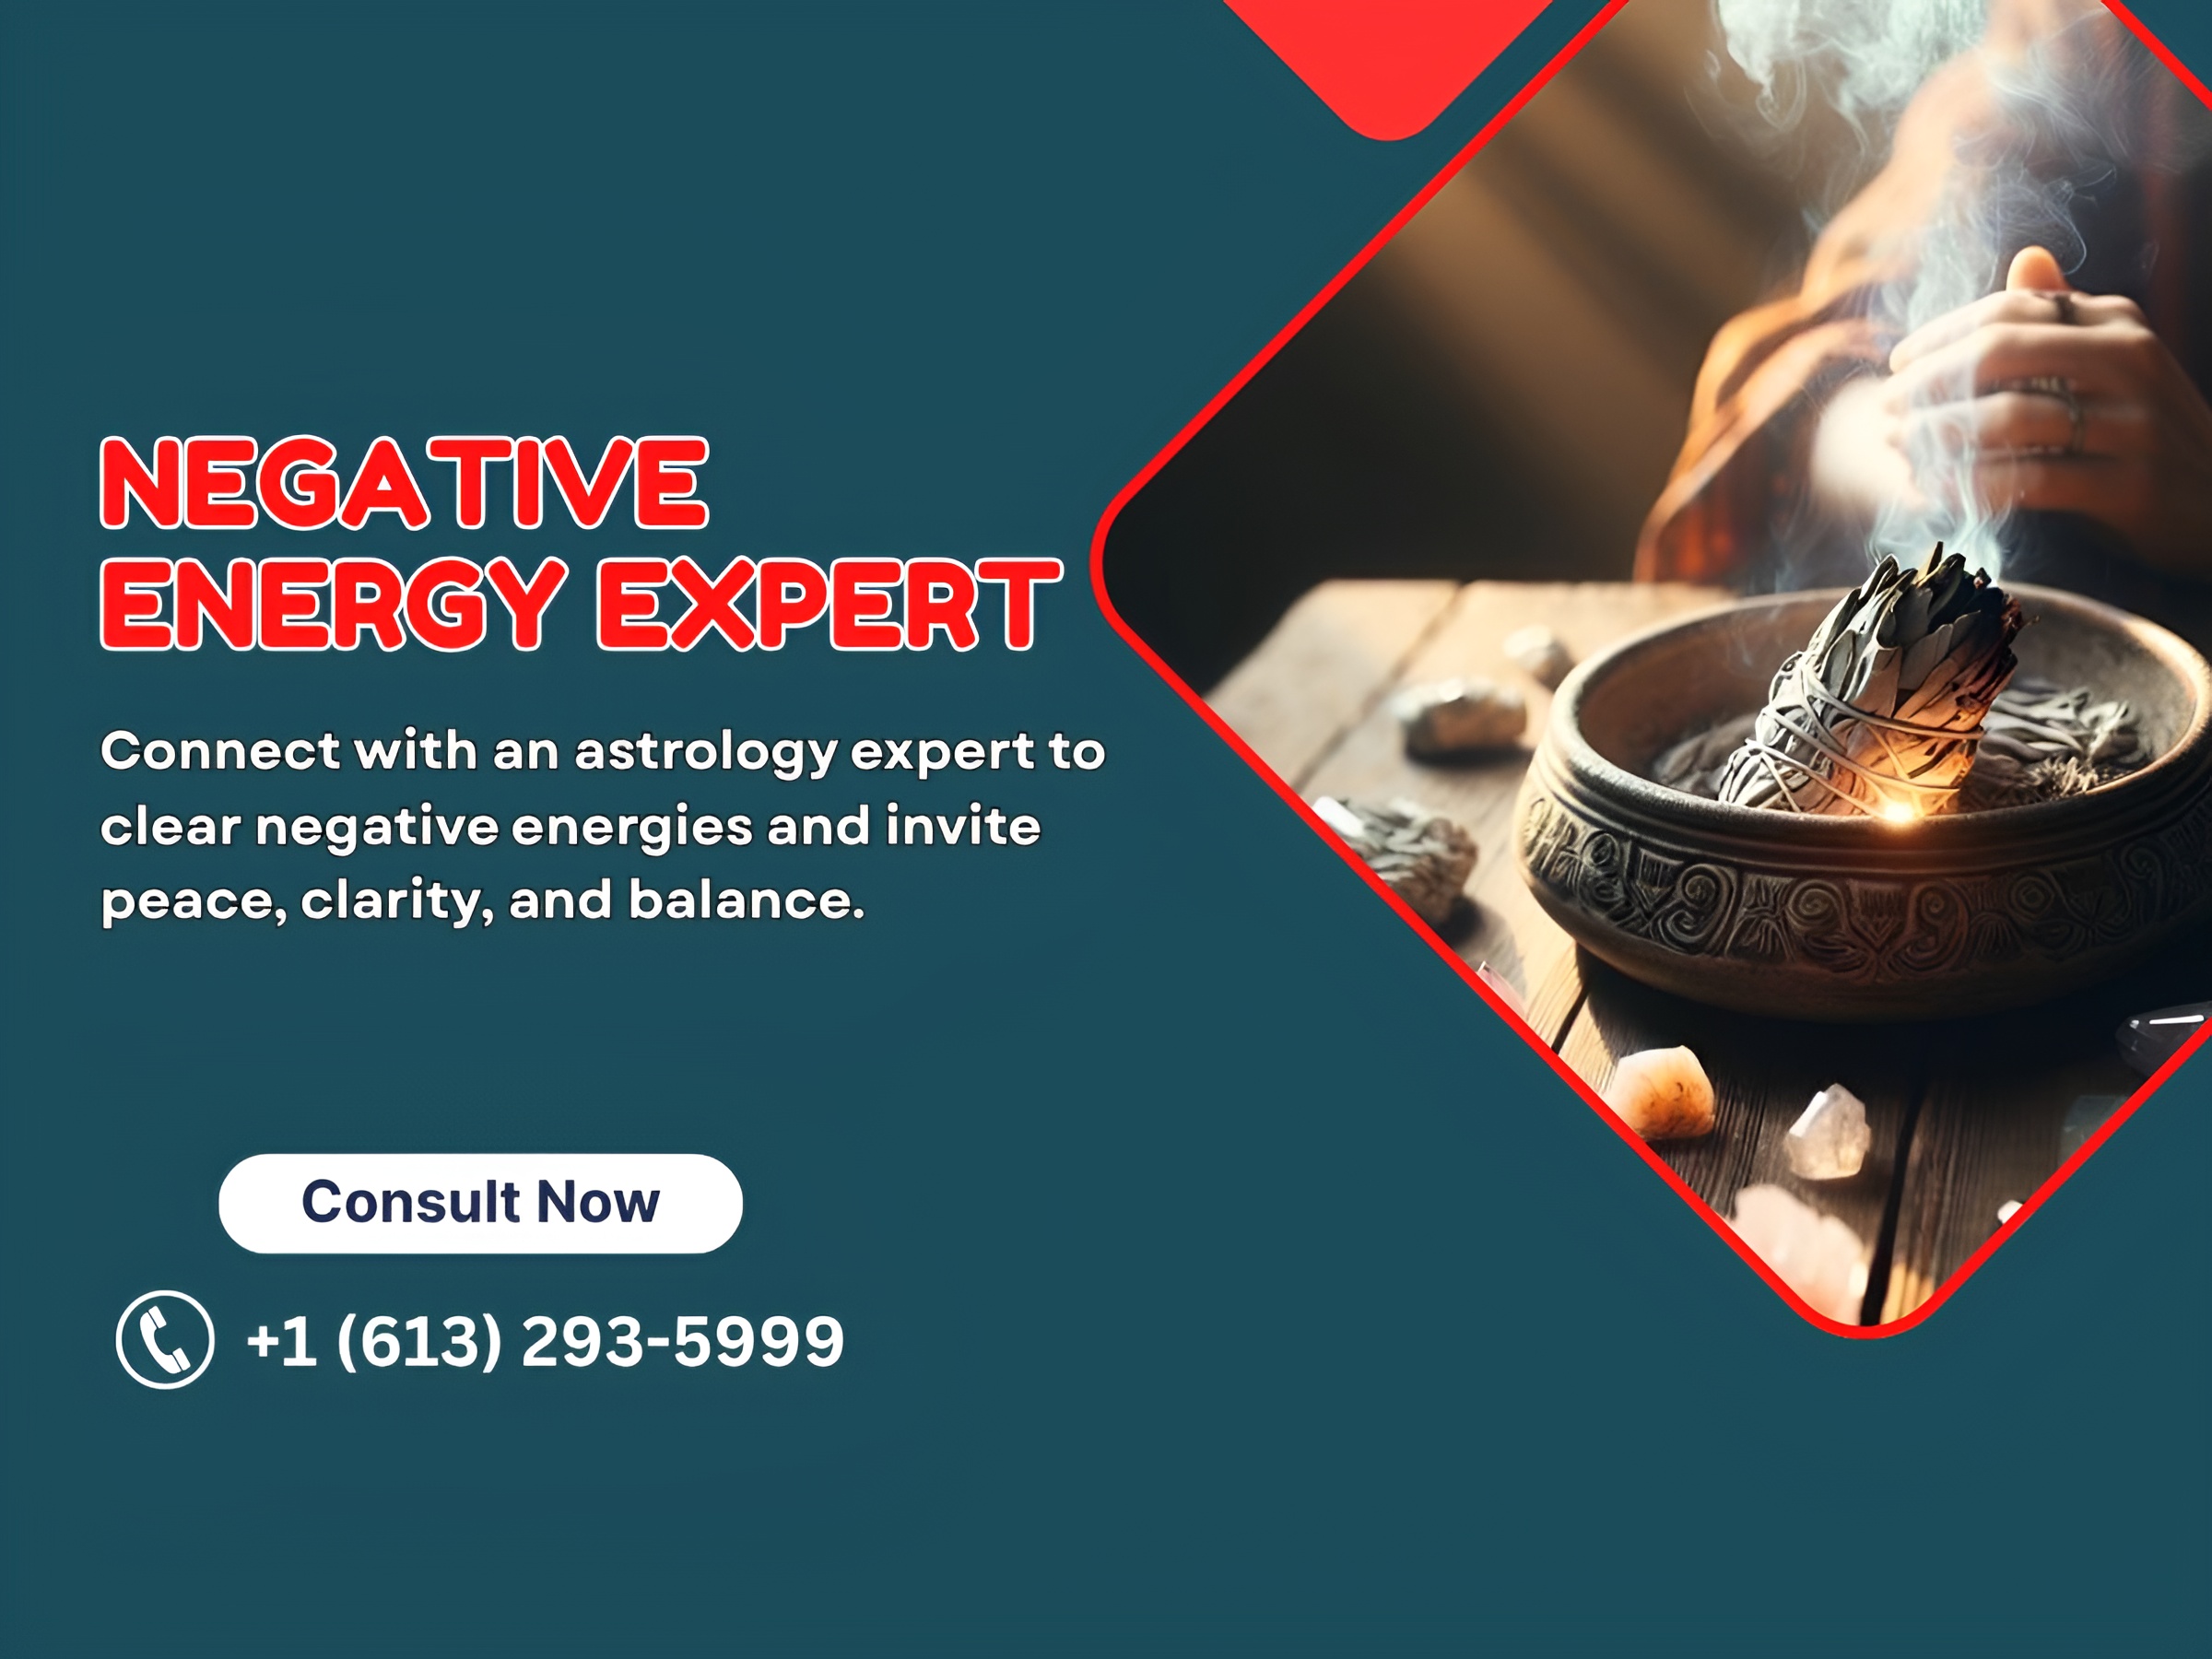 NEGATIVE
ENERGY EXPERT
Connect with an astrology expert to
clear negative energies and invite
peace, clarity, and balance.
Consult Now
+1 (613) 293-5999